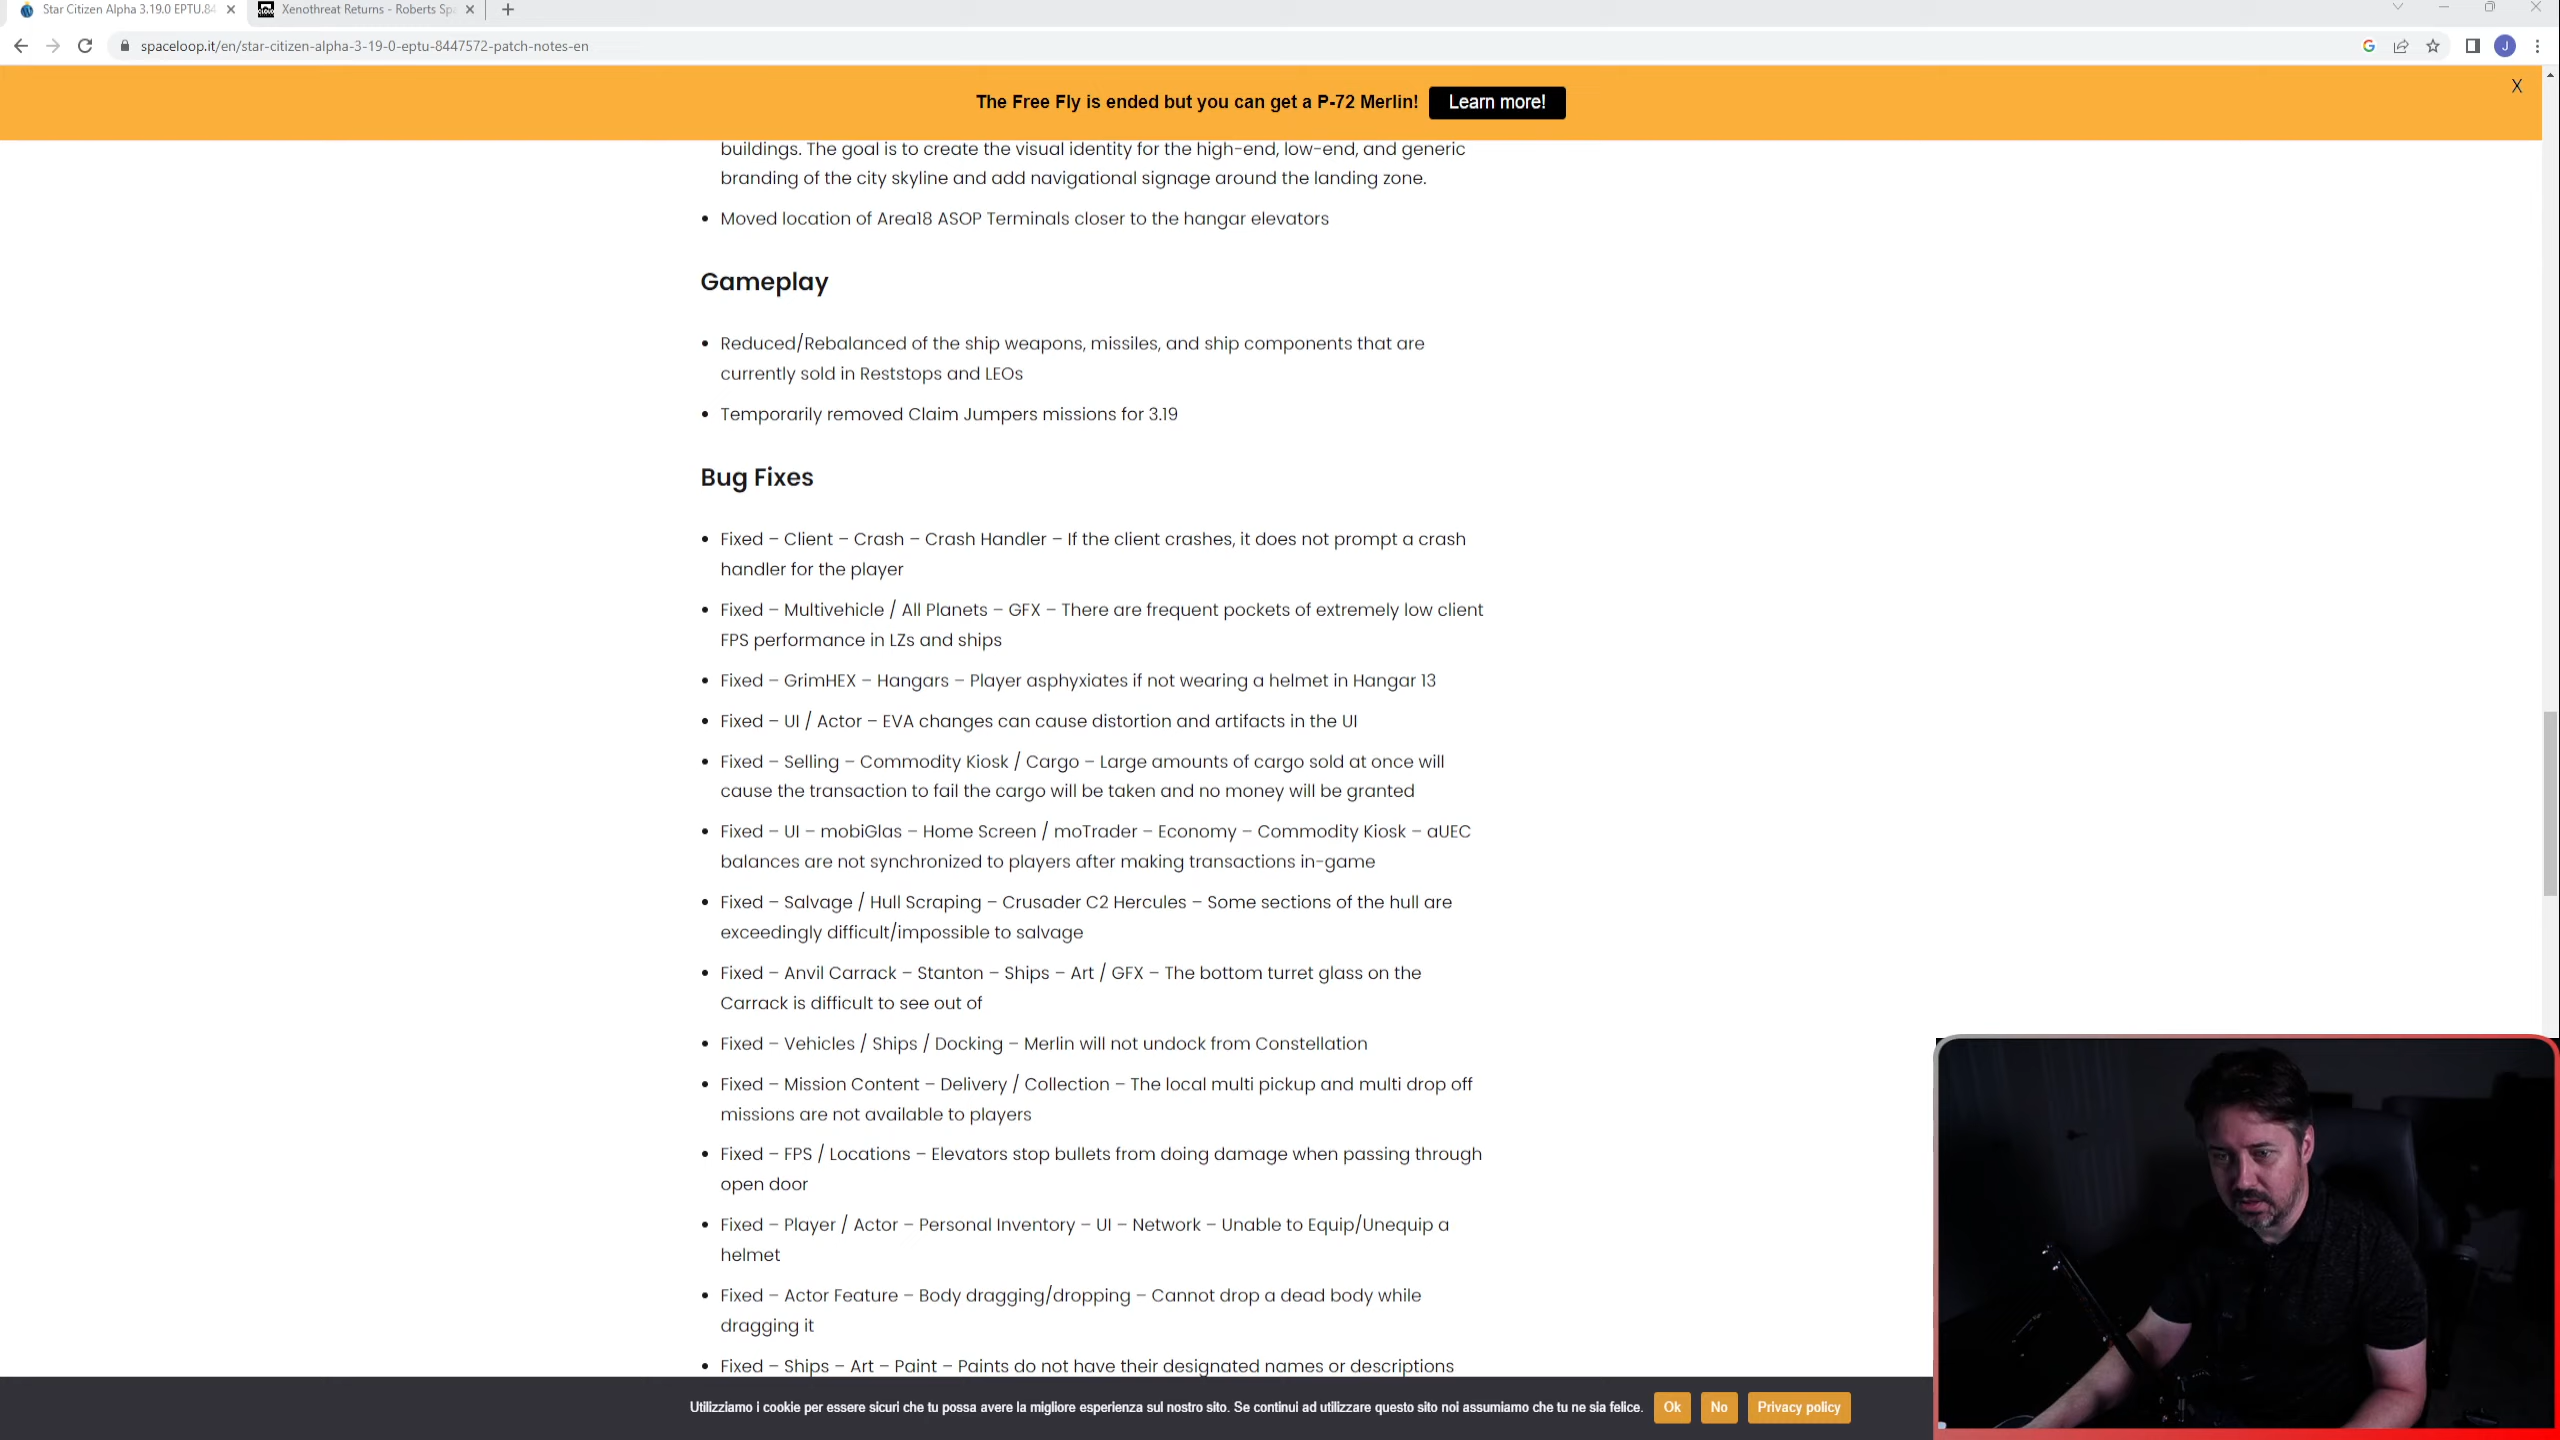 Star Citizen Alpha 3.19.0 EPTU.84
Xenothreat Returns - Roberts Sp
spaceloop.it/en/star-citizen-alpha-3-19-0-eptu-8447572-patch-notes-en
J
The Free Fly is ended but you can get a P-72 Merlin! Learn more!
X
buildings. The goal is to create the visual identity for the high-end, low-end, and generic
branding of the city skyline and add navigational signage around the landing zone.
• Moved location of Area18 ASOP Terminals closer to the hangar elevators
Gameplay
• Reduced/Rebalanced of the ship weapons, missiles, and ship components that are
currently sold in Reststops and LEOs
• Temporarily removed Claim Jumpers missions for 3.19
Bug Fixes
• Fixed – Client – Crash – Crash Handler – If the client crashes, it does not prompt a crash
handler for the player
• Fixed – Multivehicle / All Planets – GFX – There are frequent pockets of extremely low client
FPS performance in LZs and ships
• Fixed – GrimHEX – Hangars – Player asphyxiates if not wearing a helmet in Hangar 13
• Fixed – UI / Actor – EVA changes can cause distortion and artifacts in the UI
• Fixed – Selling – Commodity Kiosk / Cargo – Large amounts of cargo sold at once will
cause the transaction to fail the cargo will be taken and no money will be granted
• Fixed – UI – mobiGlas – Home Screen / moTrader – Economy – Commodity Kiosk – aUEC
balances are not synchronized to players after making transactions in-game
• Fixed – Salvage / Hull Scraping – Crusader C2 Hercules – Some sections of the hull are
exceedingly difficult/impossible to salvage
• Fixed – Anvil Carrack – Stanton – Ships – Art / GFX – The bottom turret glass on the
Carrack is difficult to see out of
• Fixed – Vehicles / Ships / Docking – Merlin will not undock from Constellation
• Fixed – Mission Content – Delivery / Collection – The local multi pickup and multi drop off
missions are not available to players
• Fixed – FPS / Locations – Elevators stop bullets from doing damage when passing through
open door
• Fixed – Player / Actor – Personal Inventory – UI – Network – Unable to Equip/Unequip a
helmet
• Fixed – Actor Feature – Body dragging/dropping – Cannot drop a dead body while
dragging it
• Fixed – Ships – Art – Paint – Paints do not have their designated names or descriptions
Utilizziamo i cookie per essere sicuri che tu possa avere la migliore esperienza sul nostro sito. Se continui ad utilizzare questo sito noi assumiamo che tu ne sia felice. Ok No Privacy policy